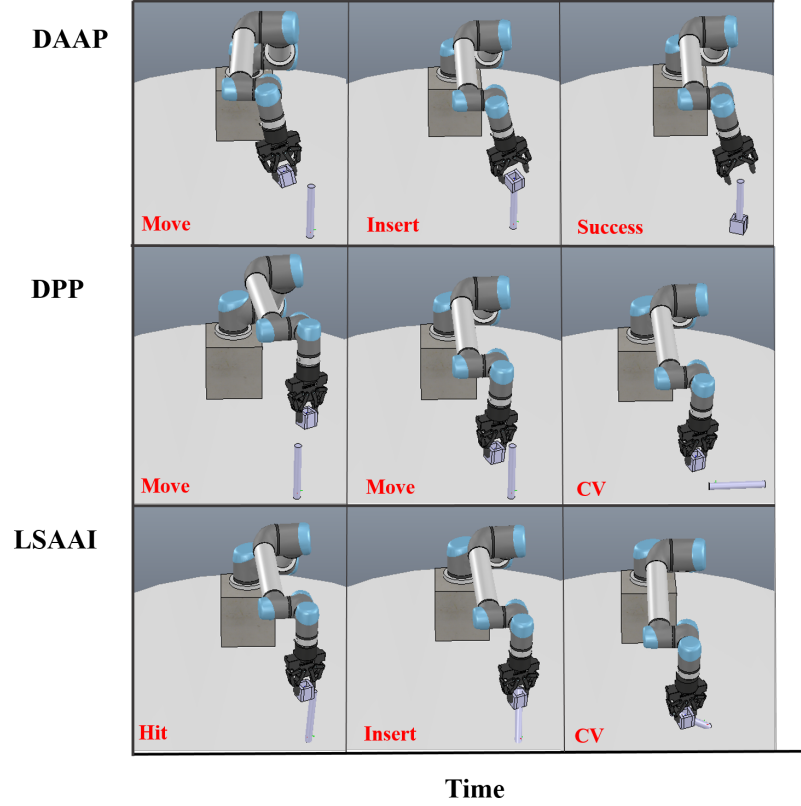 DAAP
Move
Insert
Success
DPP
Move
Move
CV
LSAAI
Hit
Insert
CV
Time